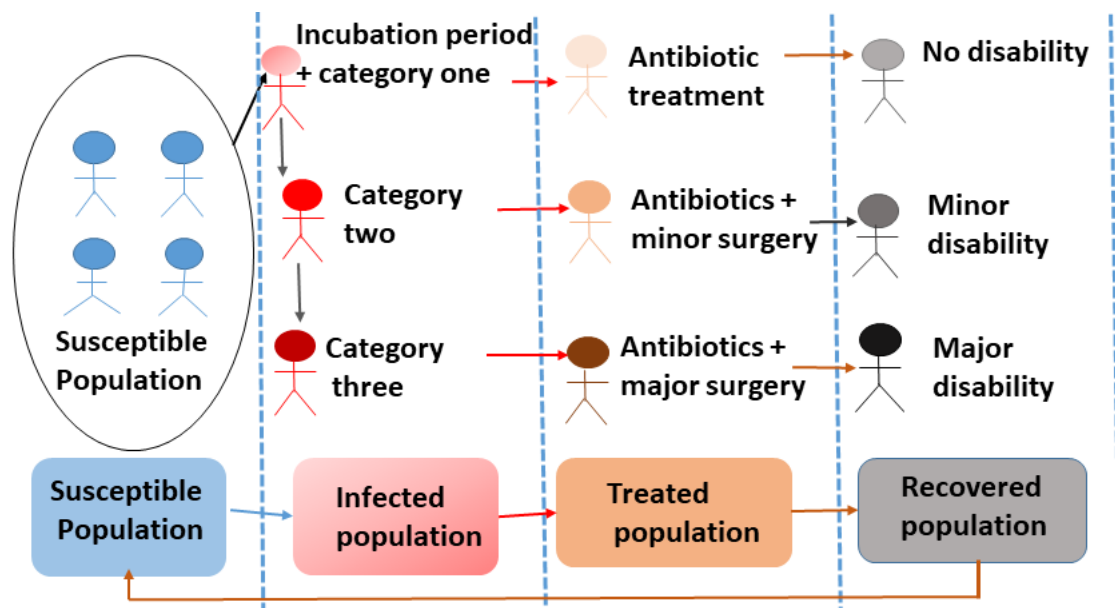 Incubation period
+ category one
Antibiotic
treatment
No disability
Category
two
Antibiotics +
minor surgery
Minor
disability
Susceptible
Population
Category
three
Antibiotics +
major surgery
Major
disability
Susceptible
Population
Infected
population
Treated
population
Recovered
population